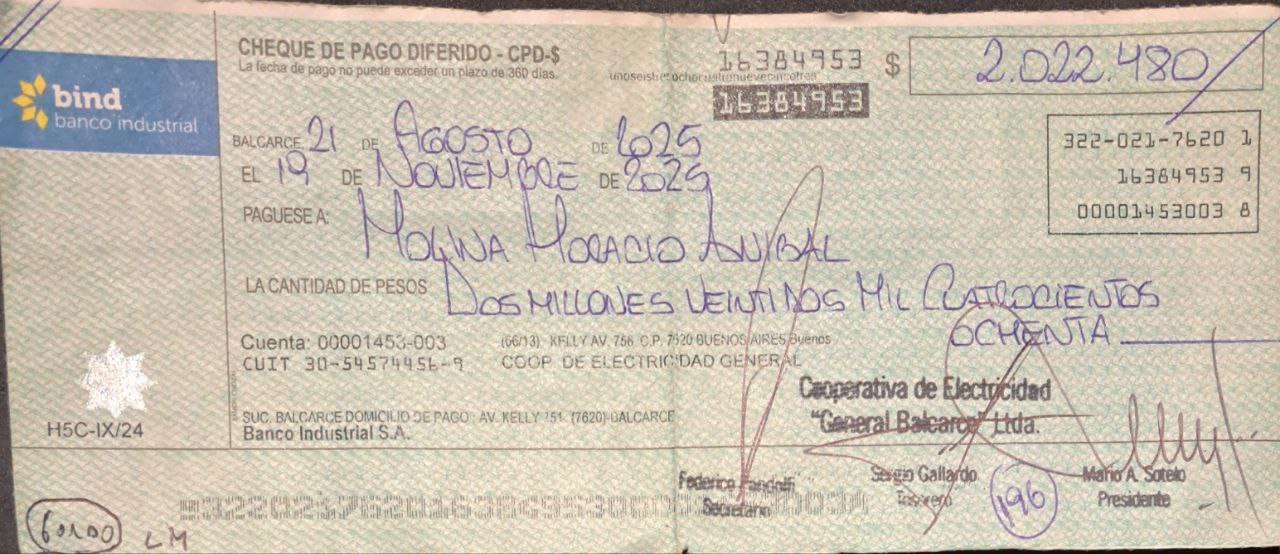 CHEQUE DE PAGO DIFERIDO - CPD-$
La fecha de pago no puede exceder un plazo de 360 días.
16384953
unoseistresochocuatronuevecincotres
16384953
$ 2.022.480
bind
banco industrial
322-021-7620 1
16384953 9
00001453003 8
BALCARCE 21 DE AGOSTO DE 2025
EL 19 DE NOVIEMBRE DE 2025
PAGUESE A: MOLINA HORACIO ANIBAL
LA CANTIDAD DE PESOS DOS MILLONES VEINTIDOS MIL CUATROCIENTOS
OCHENTA
Cuenta: 00001453-003 (66/13) KELLY AV. 756 C.P. 7620 BUENOS AIRES Buenos
CUIT 30-54574456-9 COOP DE ELECTRICIDAD GENERAL
Cooperativa de Electricidad
"General Balcarce" Ltda.
SUC. BALCARCE DOMICILIO DE PAGO: AV. KELLY 751 (7620)-BALCARCE
Banco Industrial S.A.
H5C-IX/24
Federico Pandolfi
Secretario
Sergio Gallardo
Tesorero
Mario A. Sotelo
Presidente
196
LM